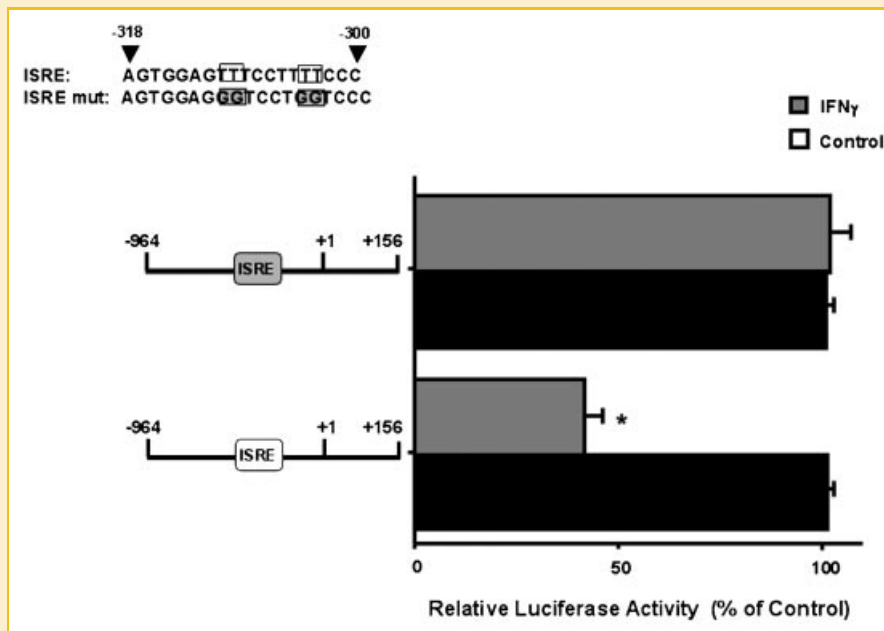 -318 -300
ISRE: AGTGGAGTTTCCTTTTCCC
ISRE mut: AGTGGAGGGTCCTGGTCCC
IFNγ
Control
-964 +1 +156
ISRE
*
-964 +1 +156
ISRE
0 50 100
Relative Luciferase Activity (% of Control)